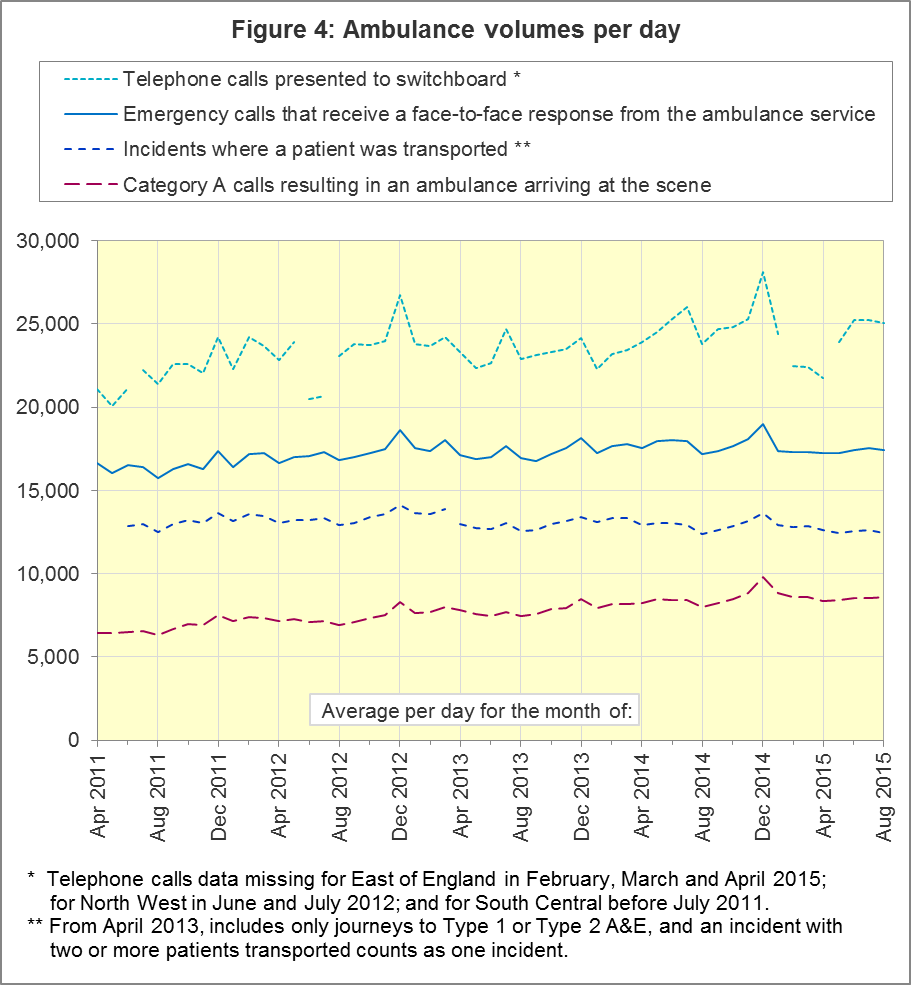 Figure 4: Ambulance volumes per day
Telephone calls presented to switchboard *
Emergency calls that receive a face-to-face response from the ambulance service
Incidents where a patient was transported **
Category A calls resulting in an ambulance arriving at the scene
30,000
25,000
20,000
15,000
10,000
5,000
0
Average per day for the month of:
Apr 2011
Aug 2011
Dec 2011
Apr 2012
Aug 2012
Dec 2012
Apr 2013
Aug 2013
Dec 2013
Apr 2014
Aug 2014
Dec 2014
Apr 2015
Aug 2015
* Telephone calls data missing for East of England in February, March and April 2015;
for North West in June and July 2012; and for South Central before July 2011.
** From April 2013, includes only journeys to Type 1 or Type 2 A&E, and an incident with
two or more patients transported counts as one incident.